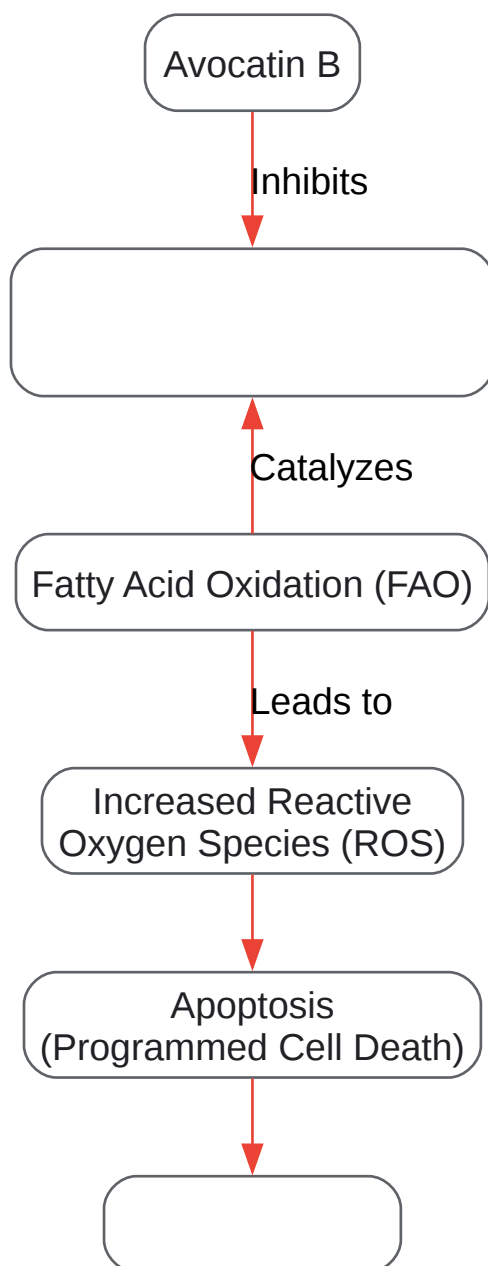 Avocatin B
Inhibits
Catalyzes
Fatty Acid Oxidation (FAO)
Leads to
Increased Reactive
Oxygen Species (ROS)
Apoptosis
(Programmed Cell Death)